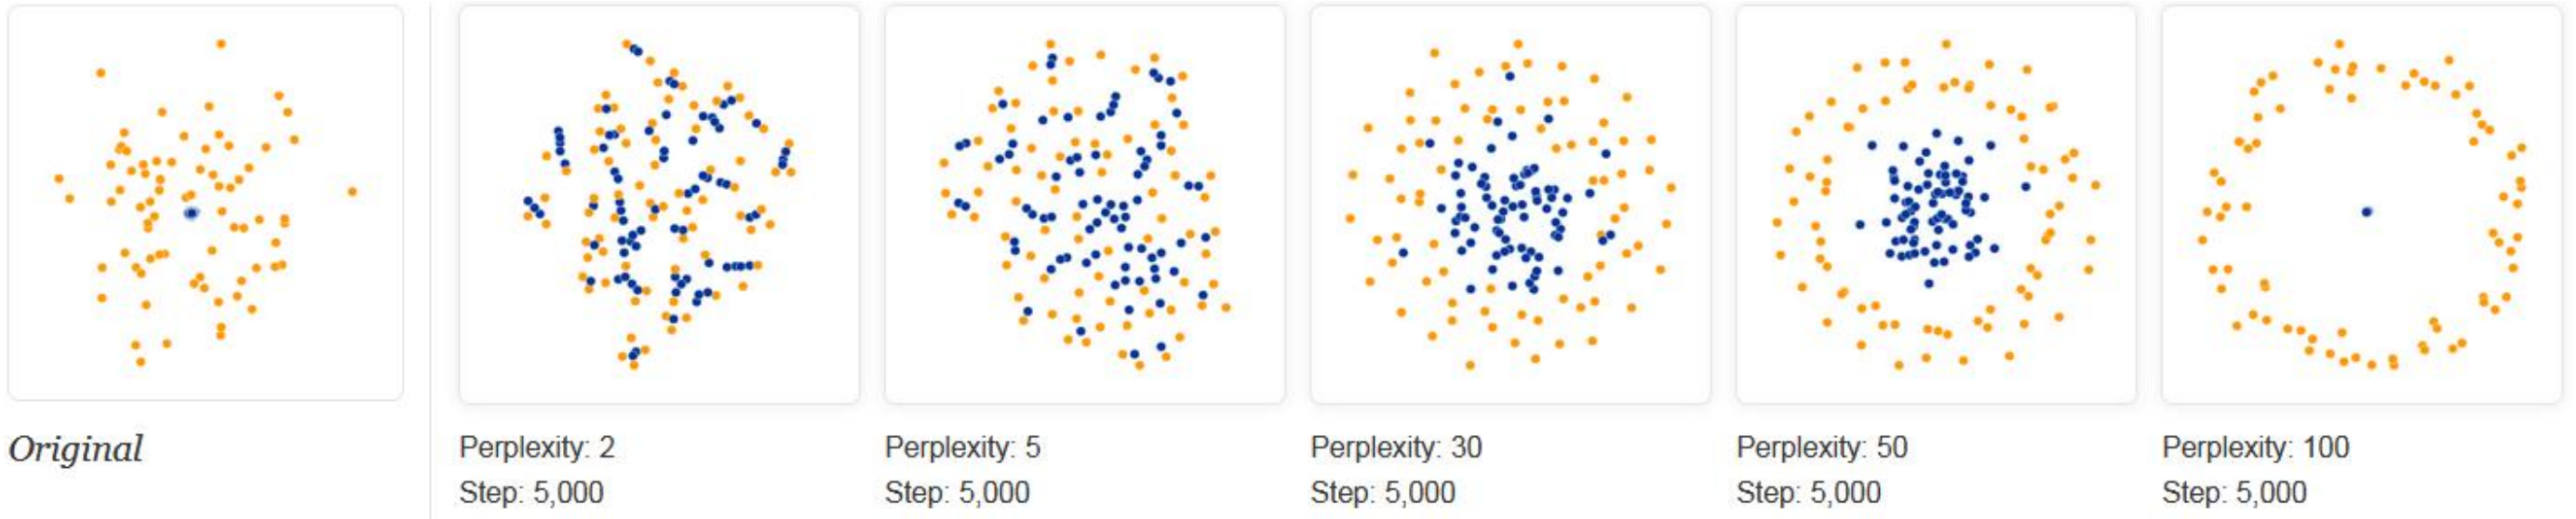 Original
Perplexity: 2
Step: 5,000
Perplexity: 5
Step: 5,000
Perplexity: 30
Step: 5,000
Perplexity: 50
Step: 5,000
Perplexity: 100
Step: 5,000